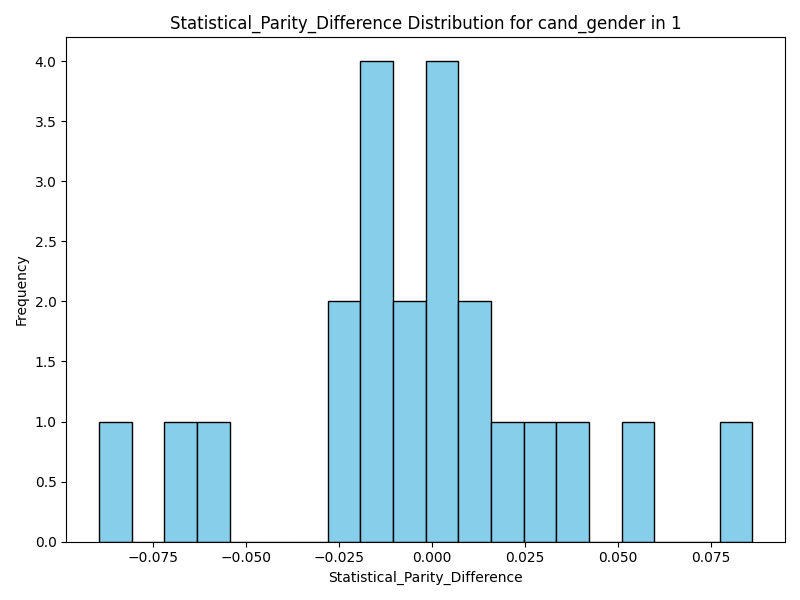 Statistical_Parity_Difference Distribution for cand_gender in 1
4.0
3.5
3.0
2.5
2.0
1.5
1.0
0.5
0.0
Frequency
−0.075 −0.050 −0.025 0.000 0.025 0.050 0.075
Statistical_Parity_Difference